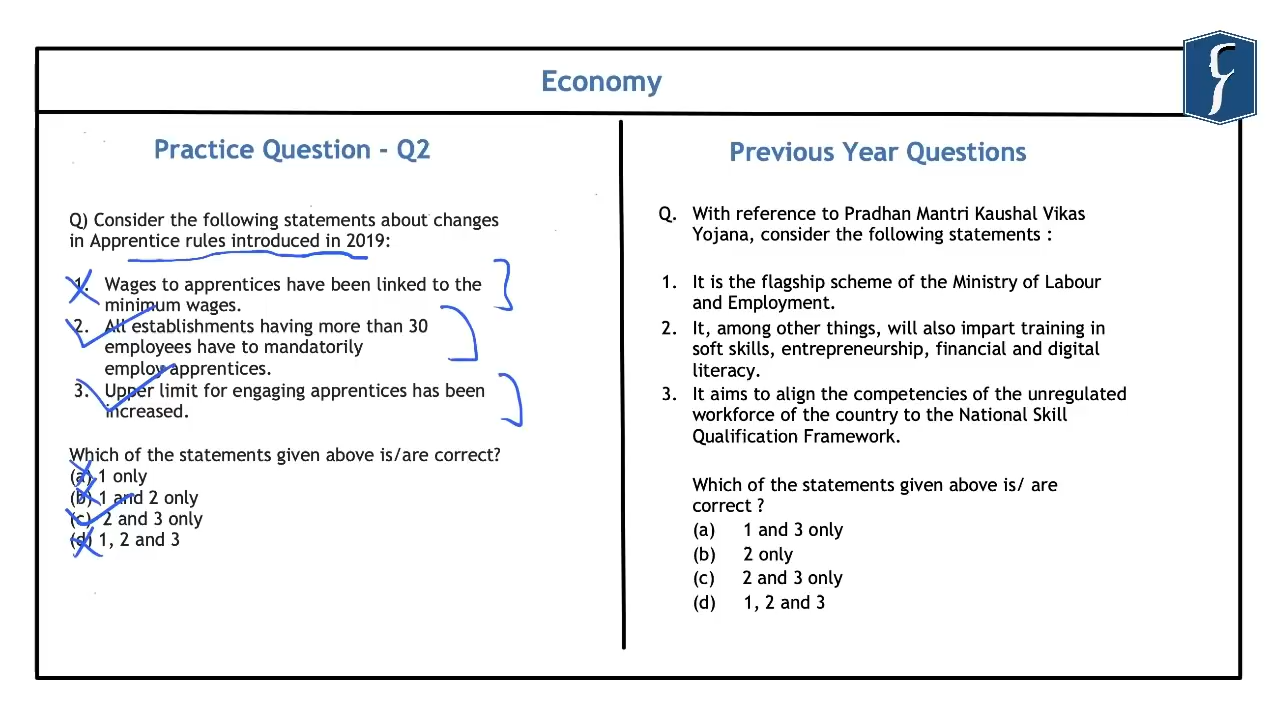 Economy
Practice Question - Q2
Q) Consider the following statements about changes
in Apprentice rules introduced in 2019:
1. Wages to apprentices have been linked to the
minimum wages.
2. All establishments having more than 30
employees have to mandatorily
employ apprentices.
3. Upper limit for engaging apprentices has been
increased.
Which of the statements given above is/are correct?
(a) 1 only
(b) 1 and 2 only
(c) 2 and 3 only
(d) 1, 2 and 3
Previous Year Questions
Q. With reference to Pradhan Mantri Kaushal Vikas
Yojana, consider the following statements :
1. It is the flagship scheme of the Ministry of Labour
and Employment.
2. It, among other things, will also impart training in
soft skills, entrepreneurship, financial and digital
literacy.
3. It aims to align the competencies of the unregulated
workforce of the country to the National Skill
Qualification Framework.
Which of the statements given above is/ are
correct ?
(a) 1 and 3 only
(b) 2 only
(c) 2 and 3 only
(d) 1, 2 and 3